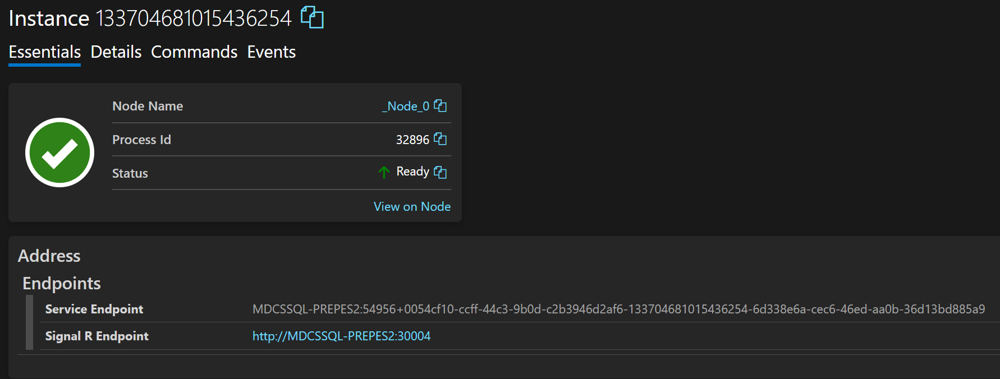 Instance 133704681015436254
Essentials Details Commands Events
Node Name _Node_0
Process Id 32896
Status Ready
View on Node
Address
Endpoints
Service Endpoint MDCSSQL-PREPES2:54956+0054cf10-ccff-44c3-9b0d-c2b3946d2af6-133704681015436254-6d338e6a-cec6-46ed-aa0b-36d13bd885a9
Signal R Endpoint http://MDCSSQL-PREPES2:30004